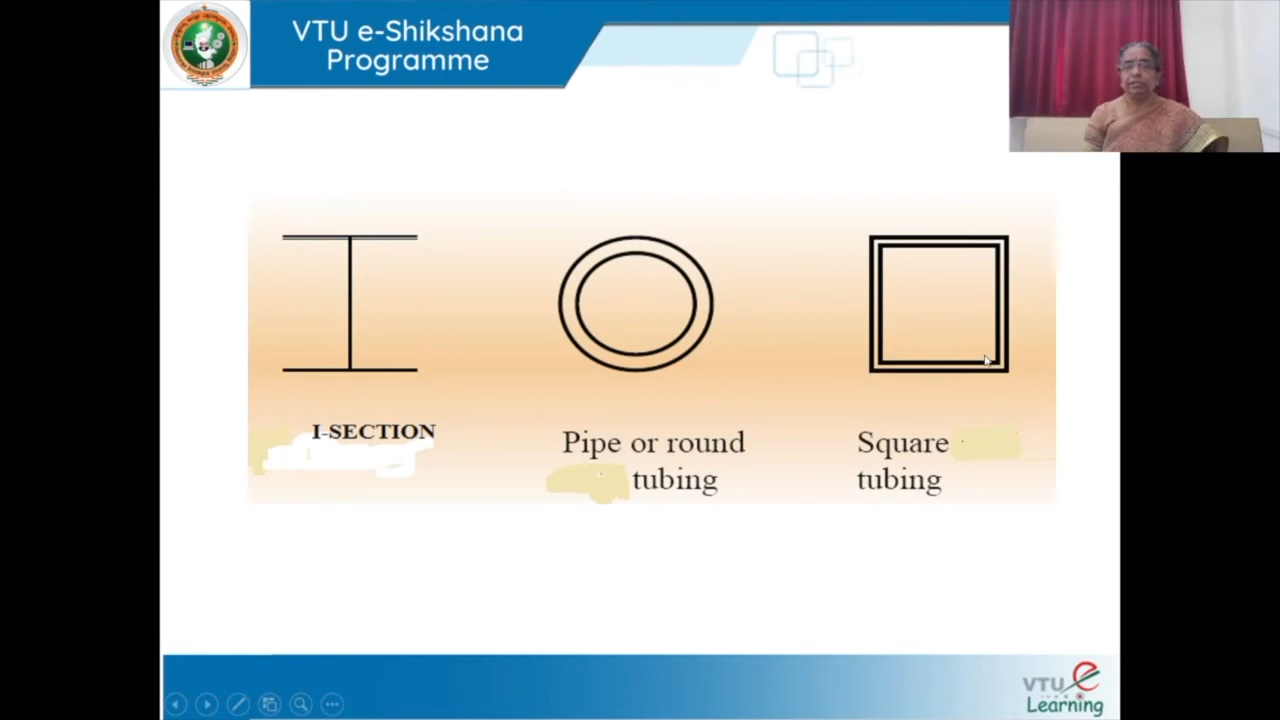 VTU e-Shikshana
Programme
I-SECTION
Pipe or round
tubing
Square
tubing
VTU e
Learning